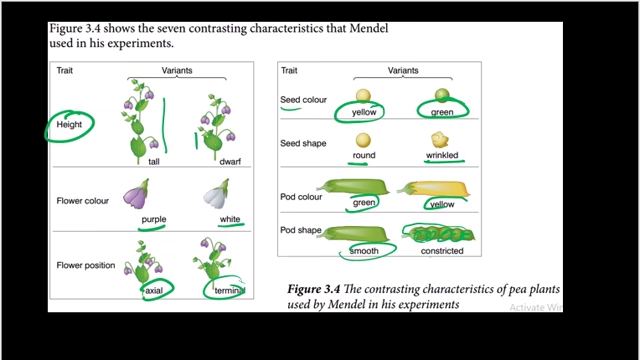 Figure 3.4 shows the seven contrasting characteristics that Mendel
used in his experiments.
Trait Variants
Height
tall dwarf
Flower colour
purple white
Flower position
axial terminal
Trait Variants
Seed colour
yellow green
Seed shape
round wrinkled
Pod colour
green yellow
Pod shape
smooth constricted
Figure 3.4 The contrasting characteristics of pea plants
used by Mendel in his experiments
Activate Win